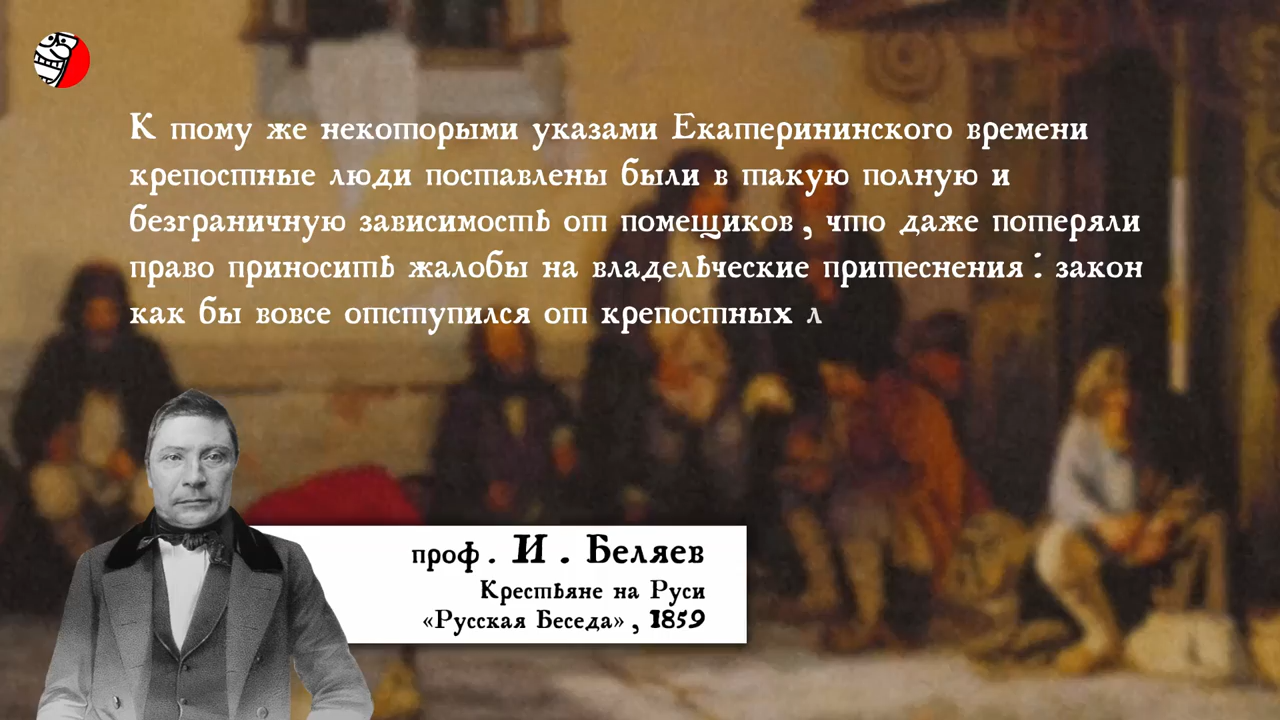 К тому же некоторыми указами Екатерининского времени
крепостные люди поставлены были в такую полную и
безграничную зависимость от помещиков, что даже потеряли
право приносить жалобы на владельческие притеснения: закон
как бы вовсе отступился от крепостных л
проф. И. Беляев
Крестьяне на Руси
«Русская Беседа», 1859